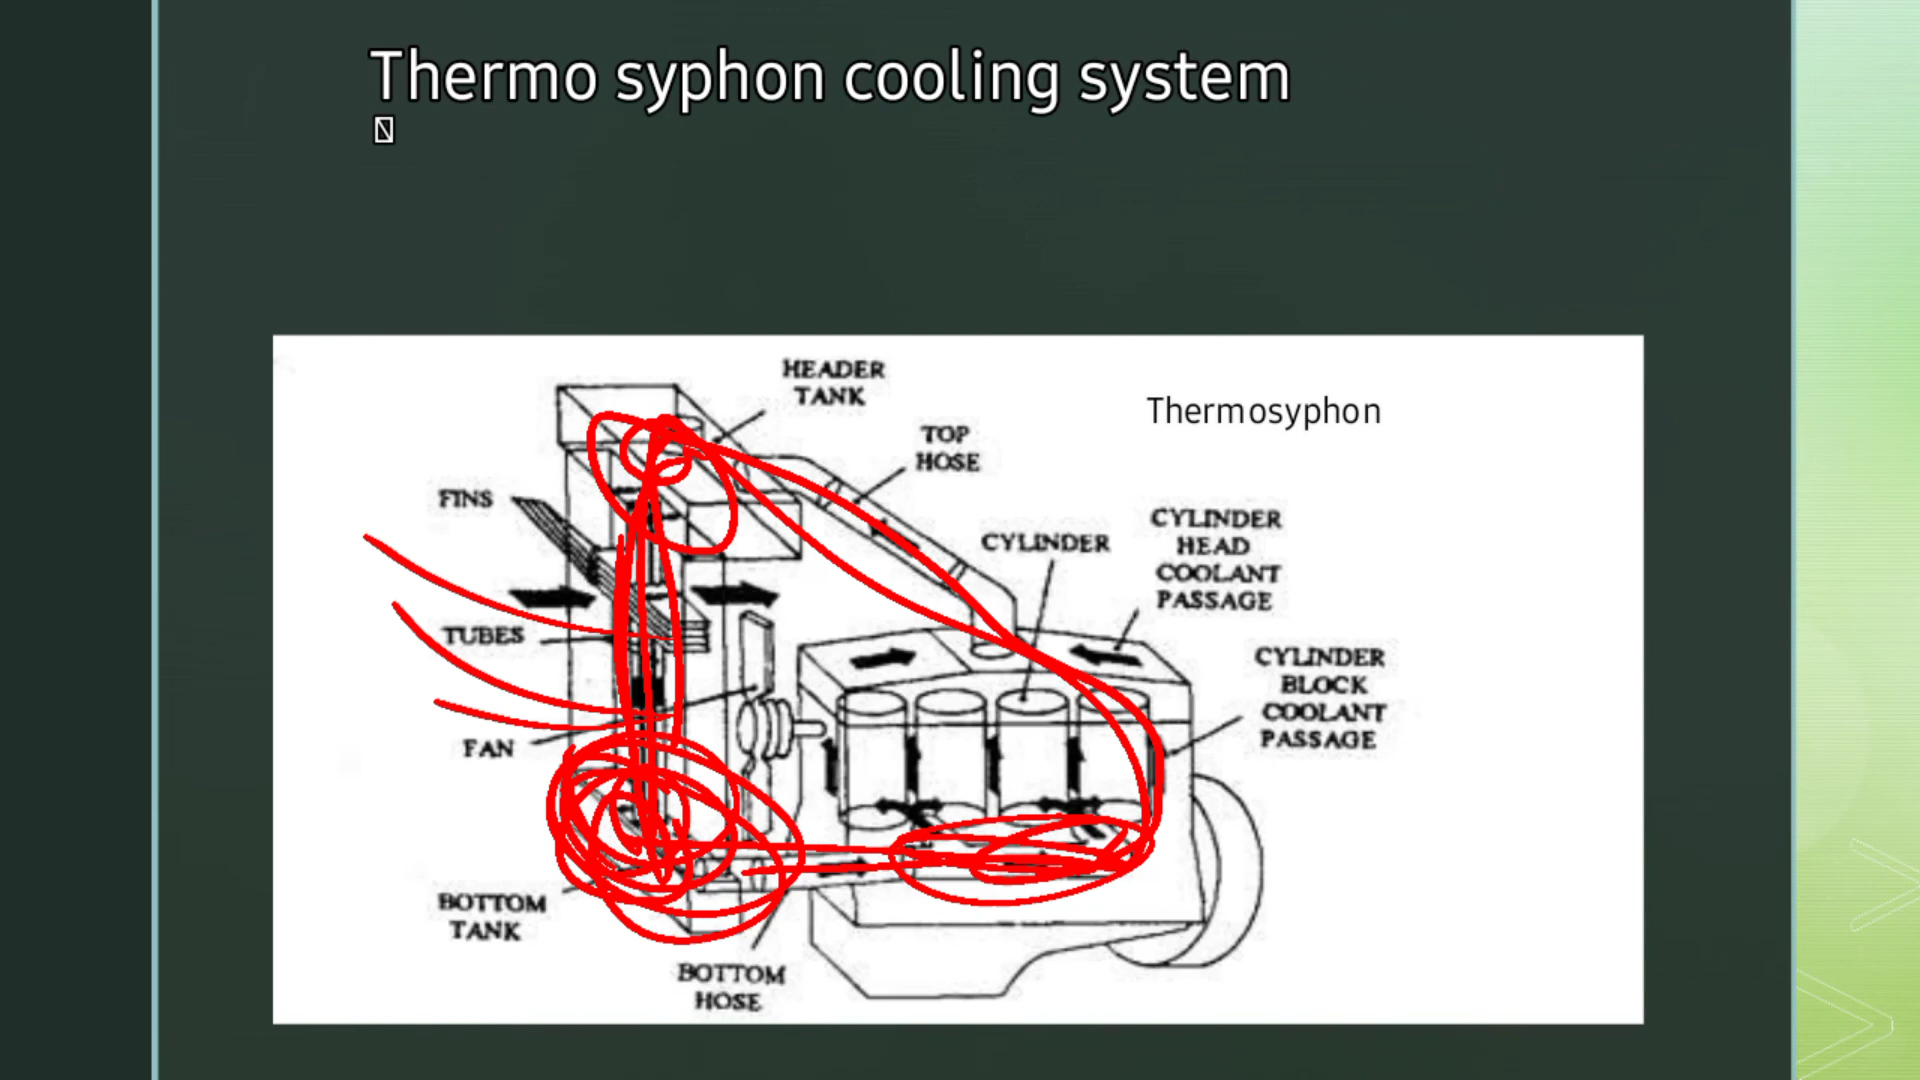 Thermo syphon cooling system
HEADER
TANK
Thermosyphon
TOP
HOSE
FINS
CYLINDER
CYLINDER
HEAD
COOLANT
PASSAGE
TUBES
CYLINDER
BLOCK
COOLANT
PASSAGE
FAN
BOTTOM
TANK
BOTTOM
HOSE